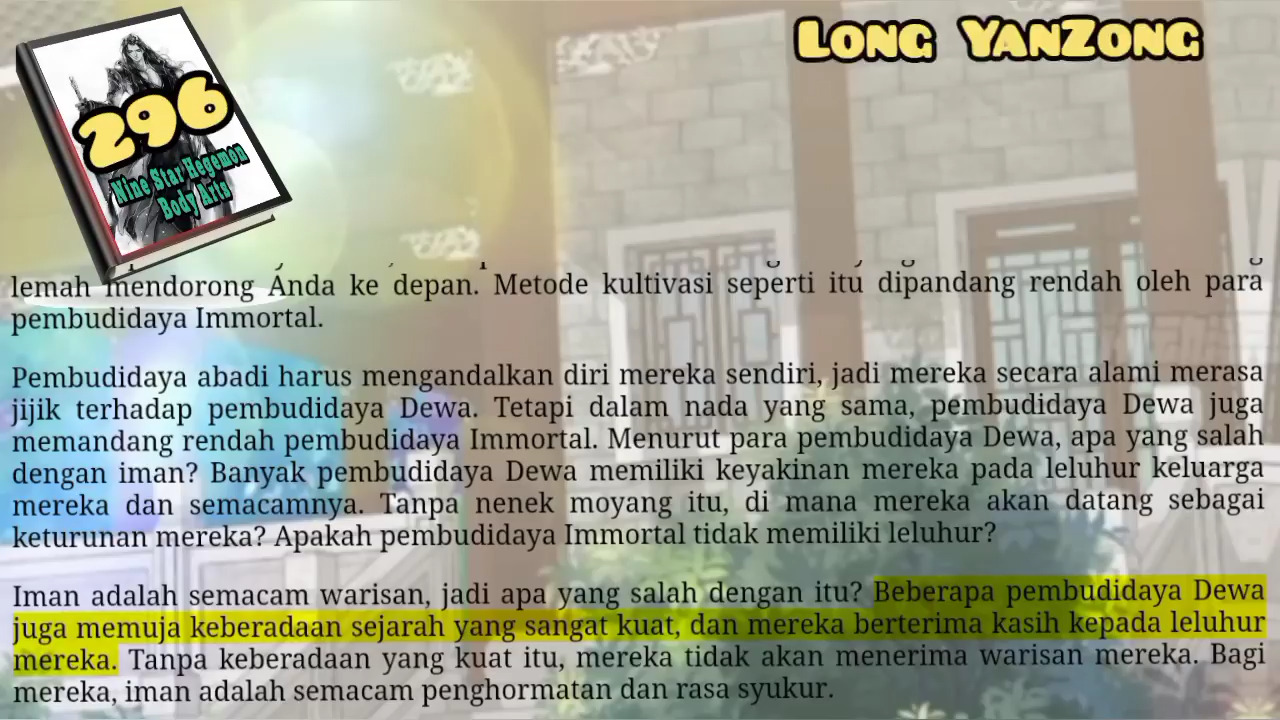 LONG YANZONG
296
Nine Star Hegemon
Body Arts
lemah mendorong Anda ke depan. Metode kultivasi seperti itu dipandang rendah oleh para
pembudidaya Immortal.
Pembudidaya abadi harus mengandalkan diri mereka sendiri, jadi mereka secara alami merasa
jijik terhadap pembudidaya Dewa. Tetapi dalam nada yang sama, pembudidaya Dewa juga
memandang rendah pembudidaya Immortal. Menurut para pembudidaya Dewa, apa yang salah
dengan iman? Banyak pembudidaya Dewa memiliki keyakinan mereka pada leluhur keluarga
mereka dan semacamnya. Tanpa nenek moyang itu, di mana mereka akan datang sebagai
keturunan mereka? Apakah pembudidaya Immortal tidak memiliki leluhur?
Iman adalah semacam warisan, jadi apa yang salah dengan itu? Beberapa pembudidaya Dewa
juga memuja keberadaan sejarah yang sangat kuat, dan mereka berterima kasih kepada leluhur
mereka. Tanpa keberadaan yang kuat itu, mereka tidak akan menerima warisan mereka. Bagi
mereka, iman adalah semacam penghormatan dan rasa syukur.